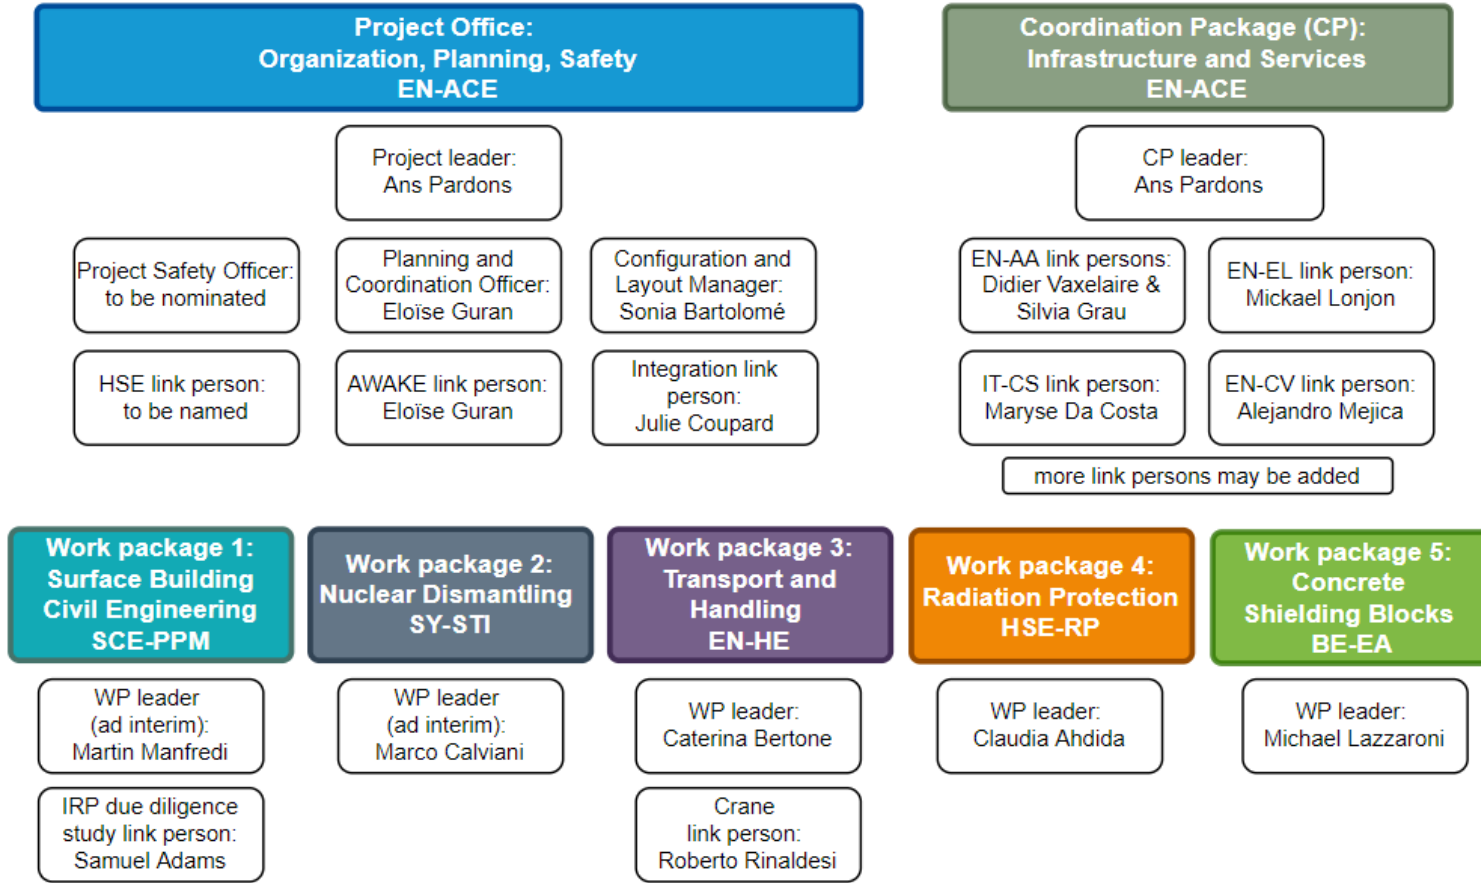 Project Office:
Organization, Planning, Safety
EN-ACE
Coordination Package (CP):
Infrastructure and Services
EN-ACE
Project leader:
Ans Pardons
CP leader:
Ans Pardons
Project Safety Officer:
to be nominated
Planning and
Coordination Officer:
Eloïse Guran
Configuration and
Layout Manager:
Sonia Bartolomé
EN-AA link persons:
Didier Vaxelaire &
Silvia Grau
EN-EL link person:
Mickael Lonjon
HSE link person:
to be named
AWAKE link person:
Eloïse Guran
Integration link
person:
Julie Coupard
IT-CS link person:
Maryse Da Costa
EN-CV link person:
Alejandro Mejica
more link persons may be added
Work package 1:
Surface Building
Civil Engineering
SCE-PPM
Work package 2:
Nuclear Dismantling
SY-STI
Work package 3:
Transport and
Handling
EN-HE
Work package 4:
Radiation Protection
HSE-RP
Work package 5:
Concrete
Shielding Blocks
BE-EA
WP leader
(ad interim):
Martin Manfredi
WP leader
(ad interim):
Marco Calviani
WP leader:
Caterina Bertone
WP leader:
Claudia Ahdida
WP leader:
Michael Lazzaroni
IRP due diligence
study link person:
Samuel Adams
Crane
link person:
Roberto Rinaldesi